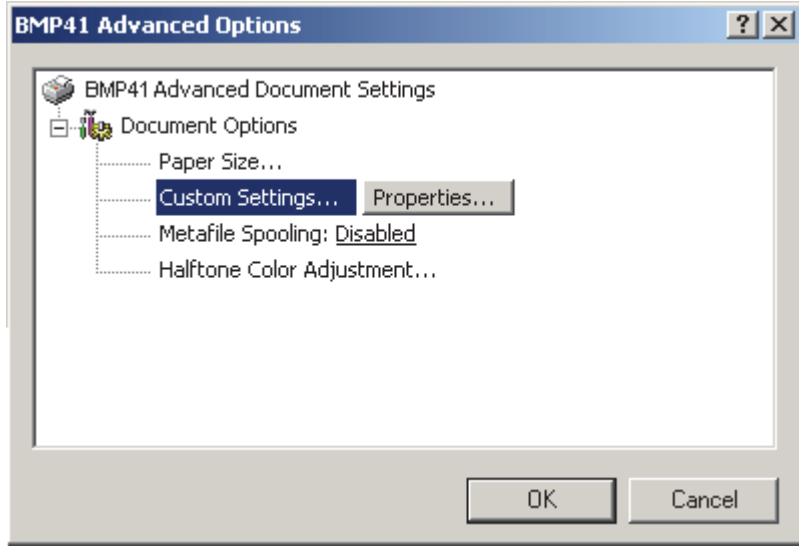 BMP41 Advanced Options
BMP41 Advanced Document Settings
Document Options
Paper Size...
Custom Settings... Properties...
Metafile Spooling: Disabled
Halftone Color Adjustment...
OK Cancel